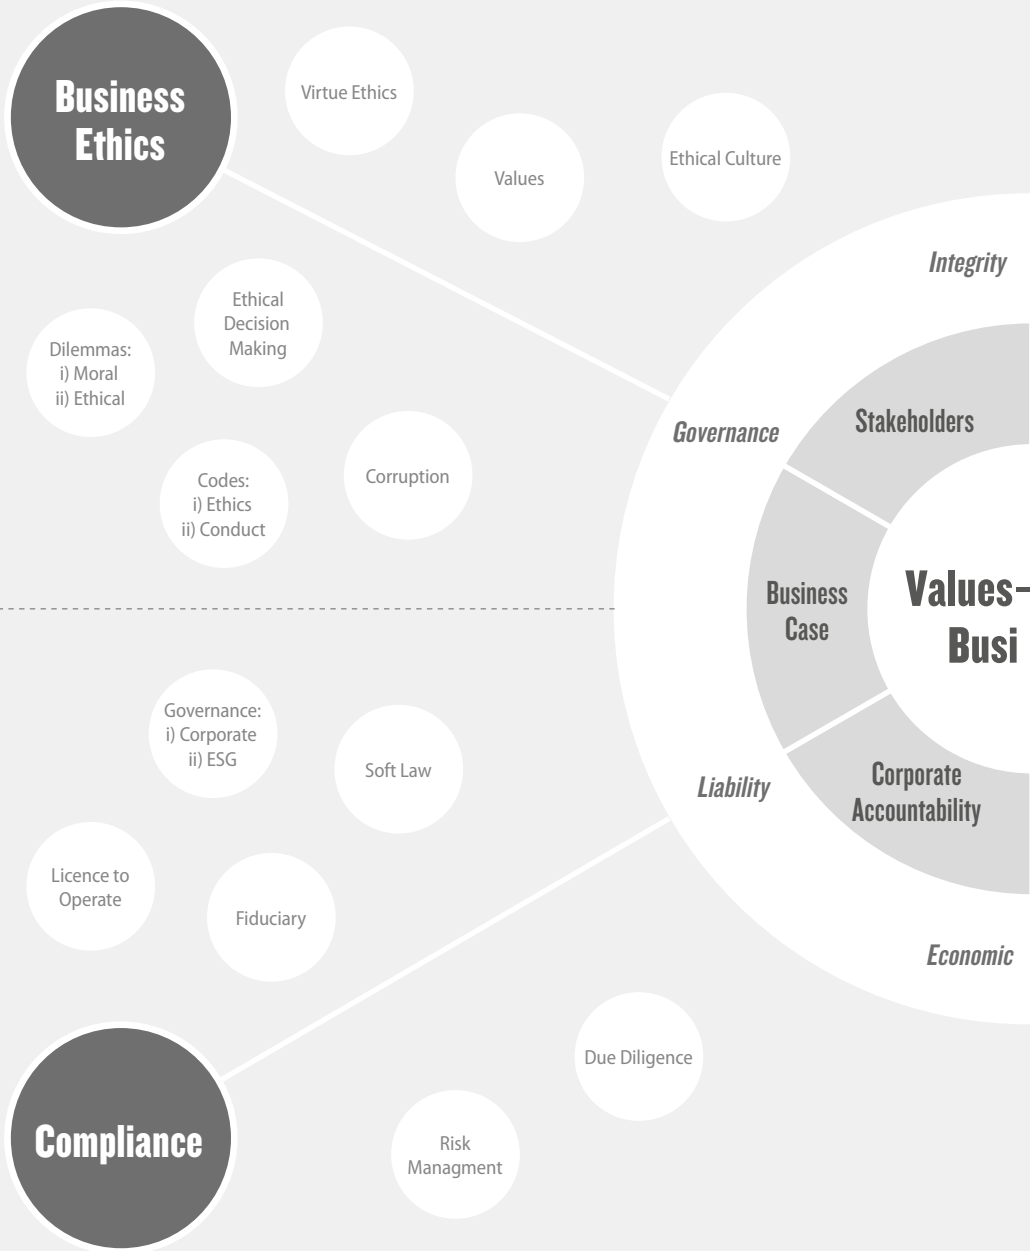 Business
Ethics
Virtue Ethics
Values
Ethical Culture
Integrity
Ethical
Decision
Making
Dilemmas:
i) Moral
ii) Ethical
Governance
Stakeholders
Codes:
i) Ethics
ii) Conduct
Corruption
Business
Case
Values–
Busi
Governance:
i) Corporate
ii) ESG
Soft Law
Liability
Corporate
Accountability
Licence to
Operate
Fiduciary
Economic
Due Diligence
Compliance
Risk
Managment